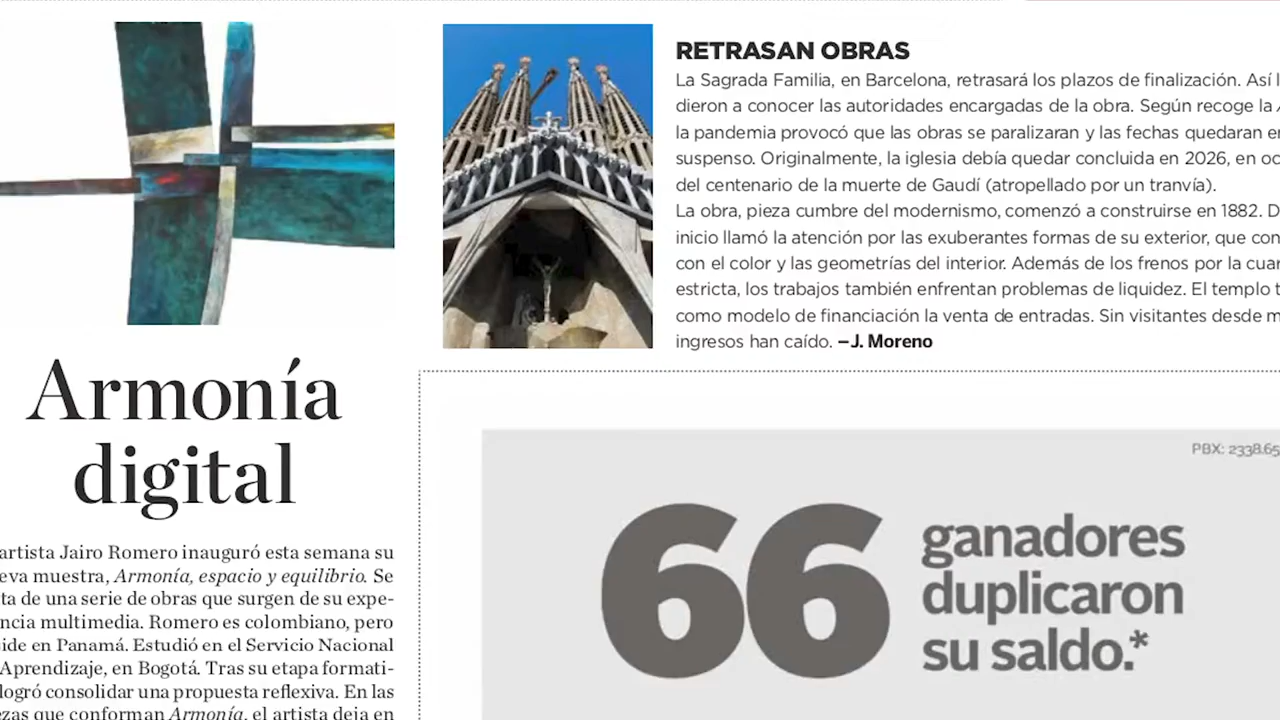 RETRASAN OBRAS
La Sagrada Familia, en Barcelona, retrasará los plazos de finalización. Así
dieron a conocer las autoridades encargadas de la obra. Según recoge la
la pandemia provocó que las obras se paralizaran y las fechas quedaran
suspenso. Originalmente, la iglesia debía quedar concluida en 2026, en
del centenario de la muerte de Gaudí (atropellado por un tranvía).
La obra, pieza cumbre del modernismo, comenzó a construirse en 1882.
inicio llamó la atención por las exuberantes formas de su exterior, que
con el color y las geometrías del interior. Además de los frenos por la
estricta, los trabajos también enfrentan problemas de liquidez. El templo
como modelo de financiación la venta de entradas. Sin visitantes desde
ingresos han caído. —J. Moreno
Armonía
digital
artista Jairo Romero inauguró esta semana su
eva muestra, Armonía, espacio y equilibrio. Se
ta de una serie de obras que surgen de su expe-
ncia multimedia. Romero es colombiano, pero
ide en Panamá. Estudió en el Servicio Nacional
Aprendizaje, en Bogotá. Tras su etapa formati-
logró consolidar una propuesta reflexiva. En las
ezas que conforman Armonía, el artista deja en
PBX: 2338.65
66
ganadores
duplicaron
su saldo.*